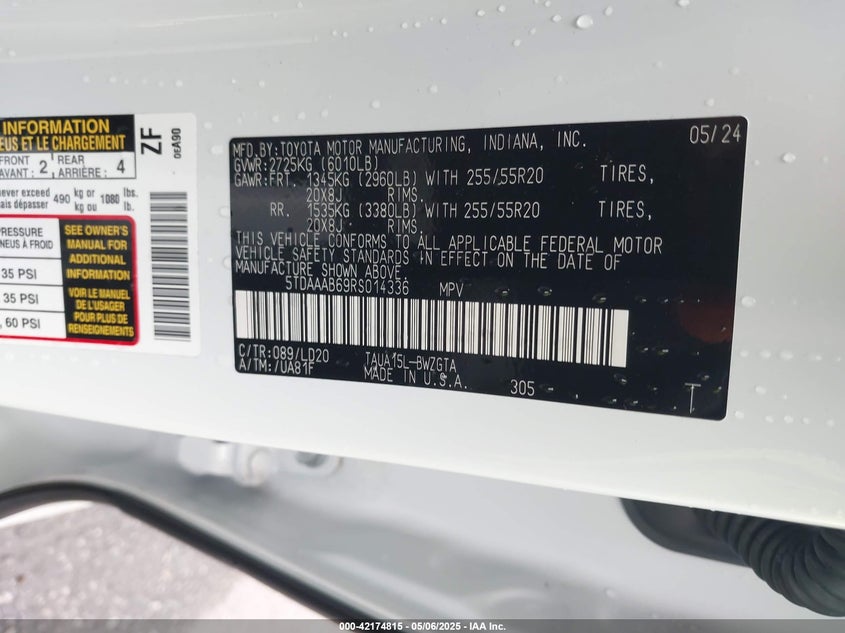 INFORMATION
EUS ET LE CHARGEMENT
FRONT 2 REAR 4
AVANT: ARRIÈRE:
never exceed 490 kg or 1080 lbs.
ais dépasser kg ou lb.
PRESSURE
NEUS À FROID
35 PSI
35 PSI
, 60 PSI
SEE OWNER'S
MANUAL FOR
ADDITIONAL
INFORMATION
VOIR LE MANUEL
DE L'USAGER
POUR PLUS DE
RENSEIGNEMENTS
ZF
0EA90
MFD.BY:TOYOTA MOTOR MANUFACTURING, INDIANA, INC. 05/24
GVWR:2725KG (6010LB)
GAWR:FRT. 1345KG (2960LB) WITH 255/55R20 TIRES,
20X8J RIMS.
RR. 1535KG (3380LB) WITH 255/55R20 TIRES,
20X8J RIMS.
THIS VEHICLE CONFORMS TO ALL APPLICABLE FEDERAL MOTOR
VEHICLE SAFETY STANDARDS IN EFFECT ON THE DATE OF
MANUFACTURE SHOWN ABOVE.
5TDAAAB69RS014336 MPV
C/TR:089/LD20 TAUA15L-BWZGTA
A/TM:/UA81F MADE IN U.S.A. 305
T
000-42174815 - 05/06/2025 - IAA Inc.